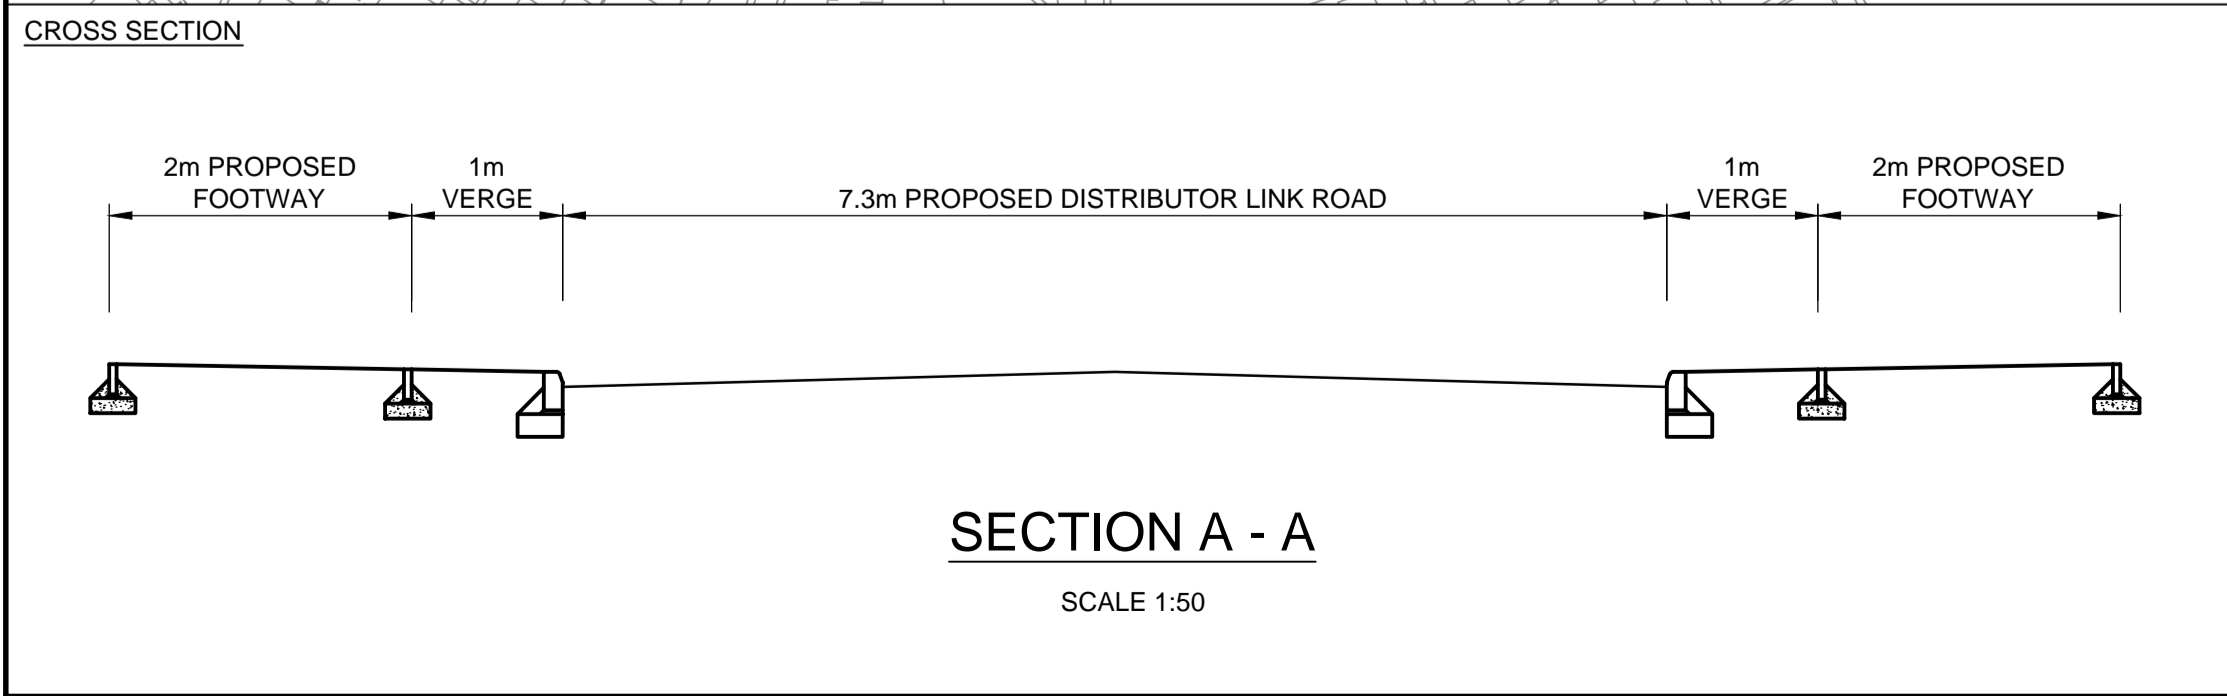 CROSS SECTION
2m PROPOSED
FOOTWAY
1m
VERGE
7.3m PROPOSED DISTRIBUTOR LINK ROAD
1m
VERGE
2m PROPOSED
FOOTWAY
SECTION A - A
SCALE 1:50